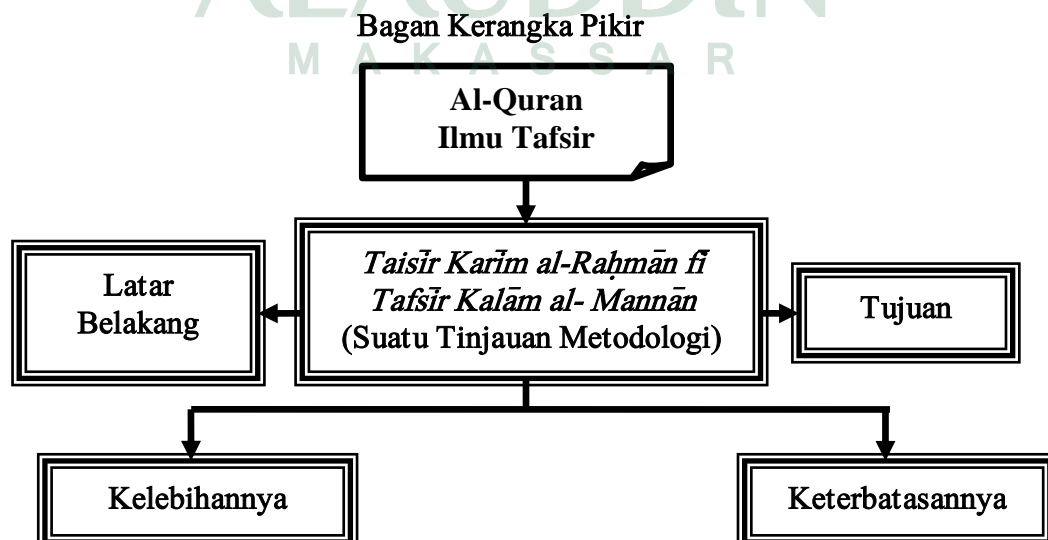 ALAUDDIN
Bagan Kerangka Pikir
MAKASSAR
Al-Quran
Ilmu Tafsir
Latar
Belakang
Taisīr Karīm al-Raḥmān fī
Tafsīr Kalām al- Mannān
(Suatu Tinjauan Metodologi)
Tujuan
Kelebihannya
Keterbatasannya